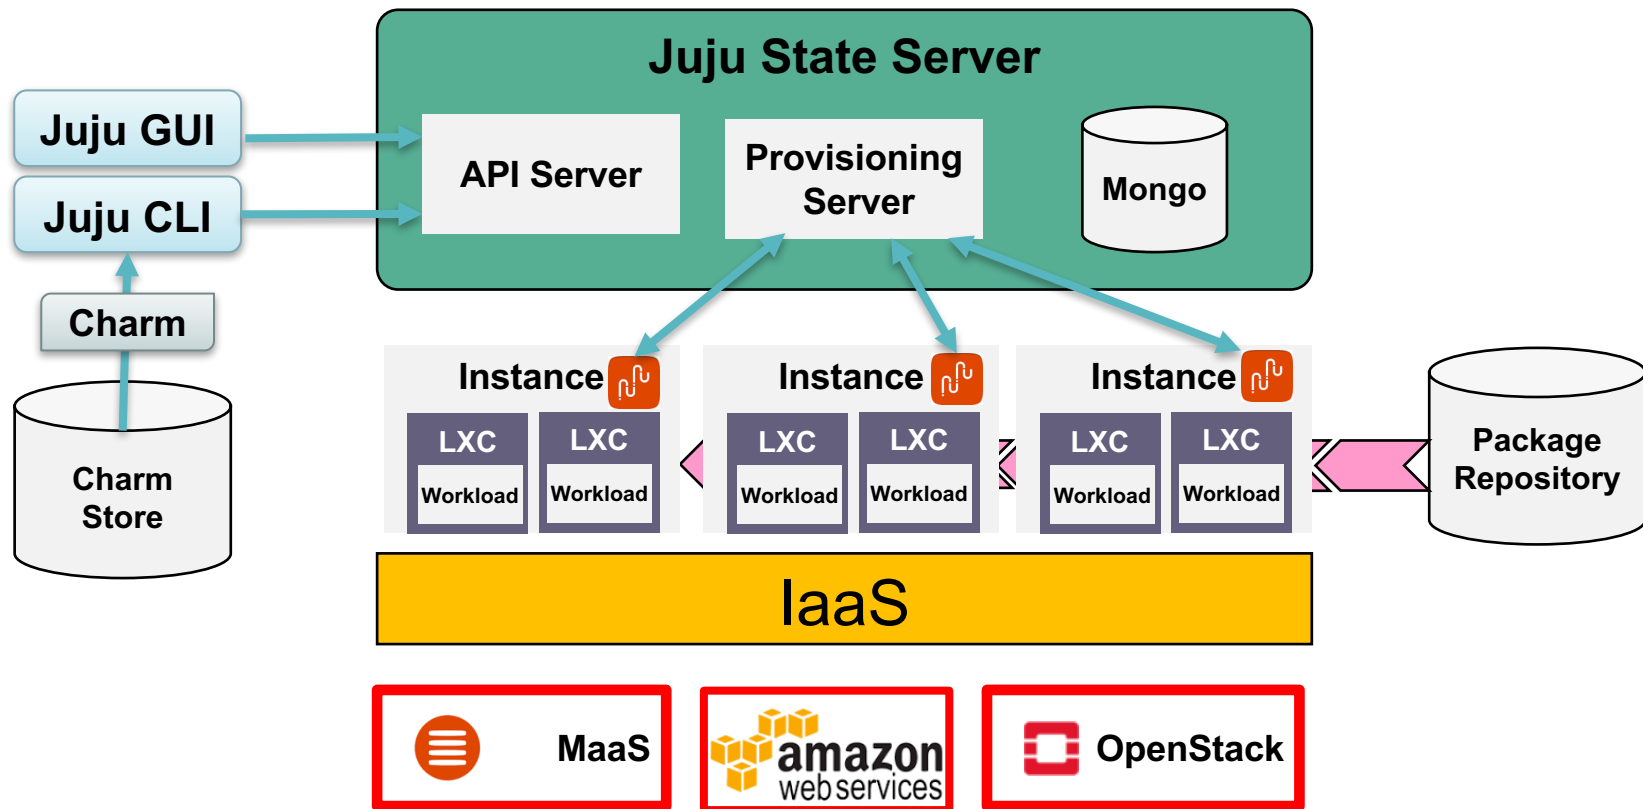 Juju State Server
Juju GUI
Juju CLI
API Server
Provisioning
Server
Mongo
Charm
Charm
Store
Instance
Instance
Instance
LXC
LXC
LXC
LXC
LXC
LXC
Workload
Workload
Workload
Workload
Workload
Workload
Package
Repository
IaaS
MaaS
amazon
webservices
OpenStack